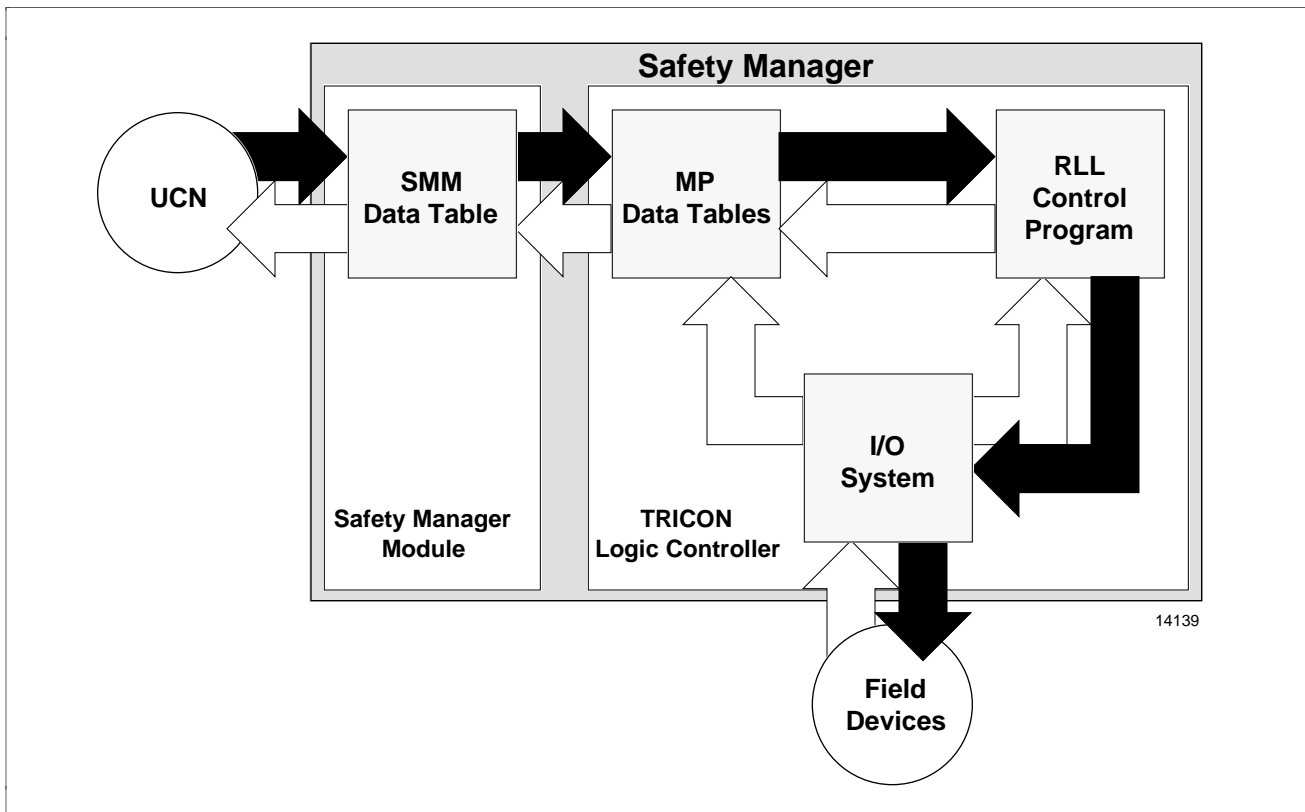 Safety Manager
UCN
SMM
Data Table
MP
Data Tables
RLL
Control
Program
I/O
System
Safety Manager
Module
TRICON
Logic Controller
14139
Field
Devices